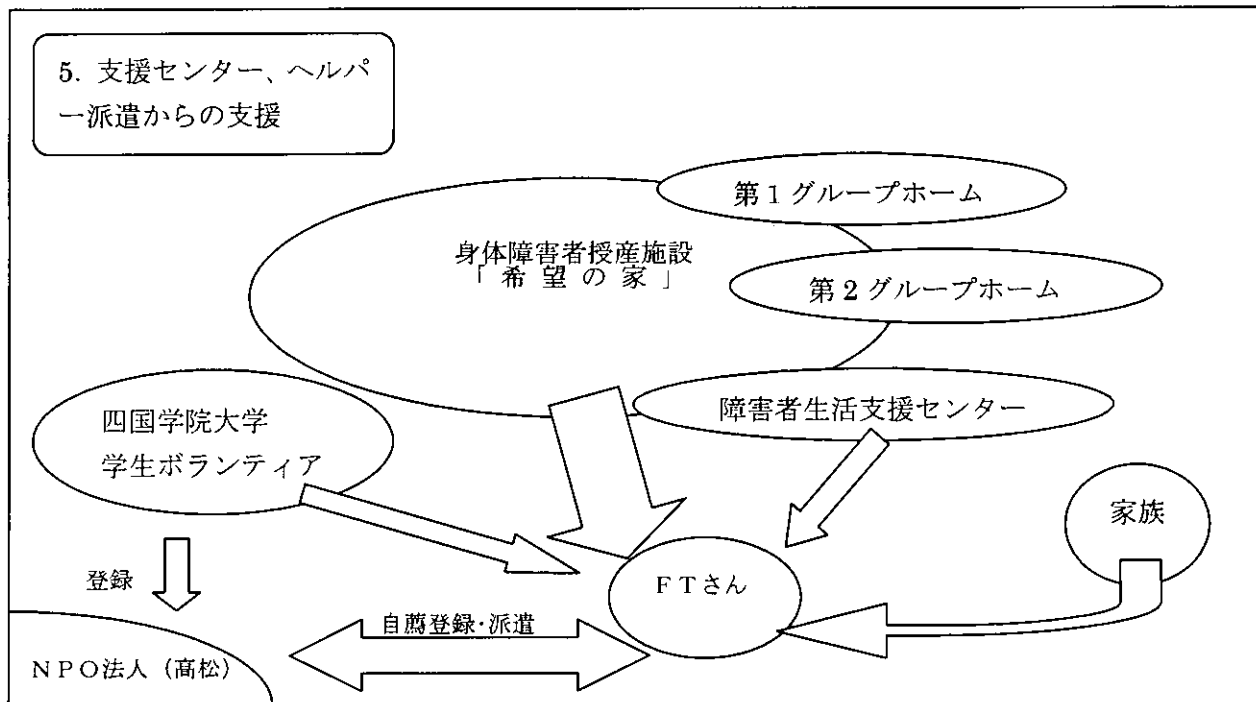 5. 支援センター、ヘルパ
ー派遣からの支援
第1グループホーム
身体障害者授産施設
「希望の家」
第2グループホーム
障害者生活支援センター
四国学院大学
学生ボランティア
家族
登録
FTさん
自薦登録・派遣
NPO法人（高松）